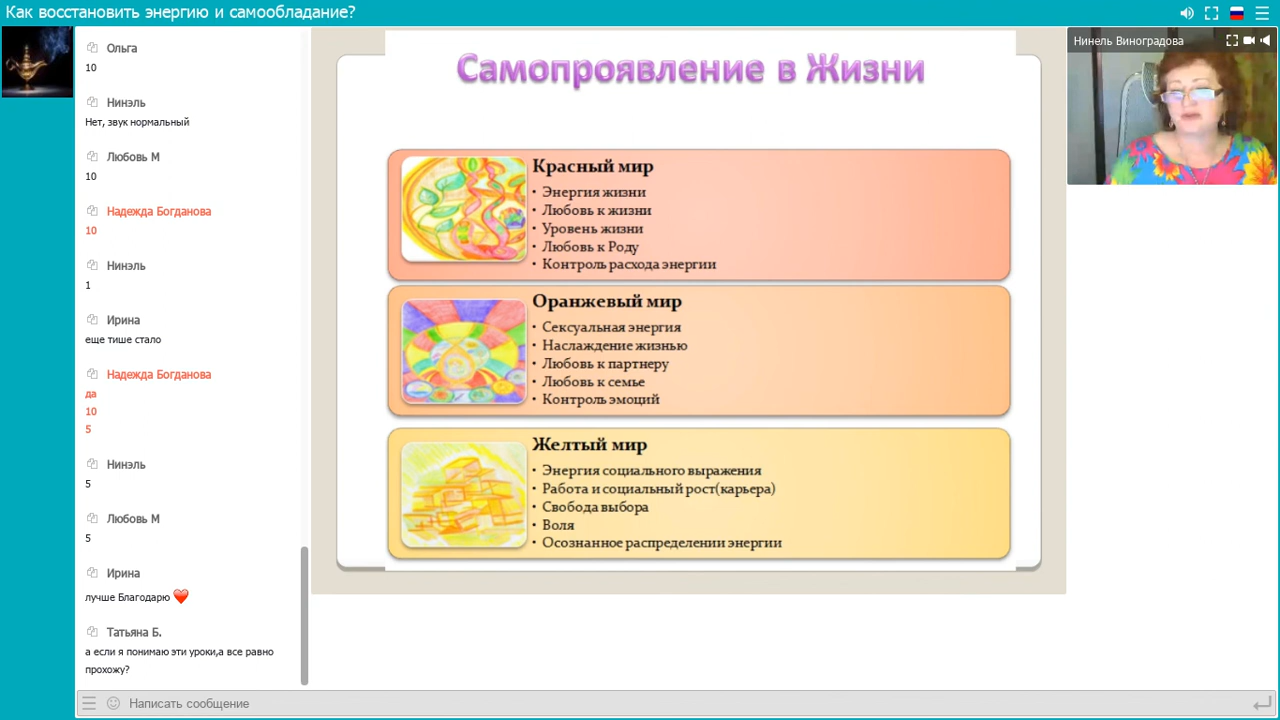 Как восстановить энергию и самообладание?
Ольга
10
Нинэль
Нет, звук нормальный
Любовь М
10
Надежда Богданова
10
Нинэль
1
Ирина
еще тише стало
Надежда Богданова
да
10
5
Нинэль
5
Любовь М
5
Ирина
лучше Благодарю ❤️
Татьяна Б.
а если я понимаю эти уроки,а все равно
прохожу?
Написать сообщение
Самопроявление в Жизни
Красный мир
• Энергия жизни
• Любовь к жизни
• Уровень жизни
• Любовь к Роду
• Контроль расхода энергии
Оранжевый мир
• Сексуальная энергия
• Наслаждение жизнью
• Любовь к партнеру
• Любовь к семье
• Контроль эмоций
Желтый мир
• Энергия социального выражения
• Работа и социальный рост(карьера)
• Свобода выбора
• Воля
• Осознанное распределении энергии
Нинель Виноградова